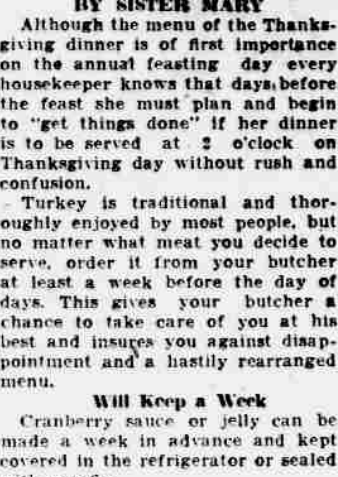 BY SISTER MARY
Although the menu of the Thanks-
giving dinner is of first importance
on the annual feasting day every
housekeeper knows that days before
the feast she must plan and begin
to "get things done" if her dinner
is to be served at 2 o'clock on
Thanksgiving day without rush and
confusion.
Turkey is traditional and thor-
oughly enjoyed by most people, but
no matter what meat you decide to
serve, order it from your butcher
at least a week before the day of
days. This gives your butcher a
chance to take care of you at his
best and insures you against disap-
pointment and a hastily rearranged
menu.
Will Keep a Week
Cranberry sauce or jelly can be
made a week in advance and kept
covered in the refrigerator or sealed